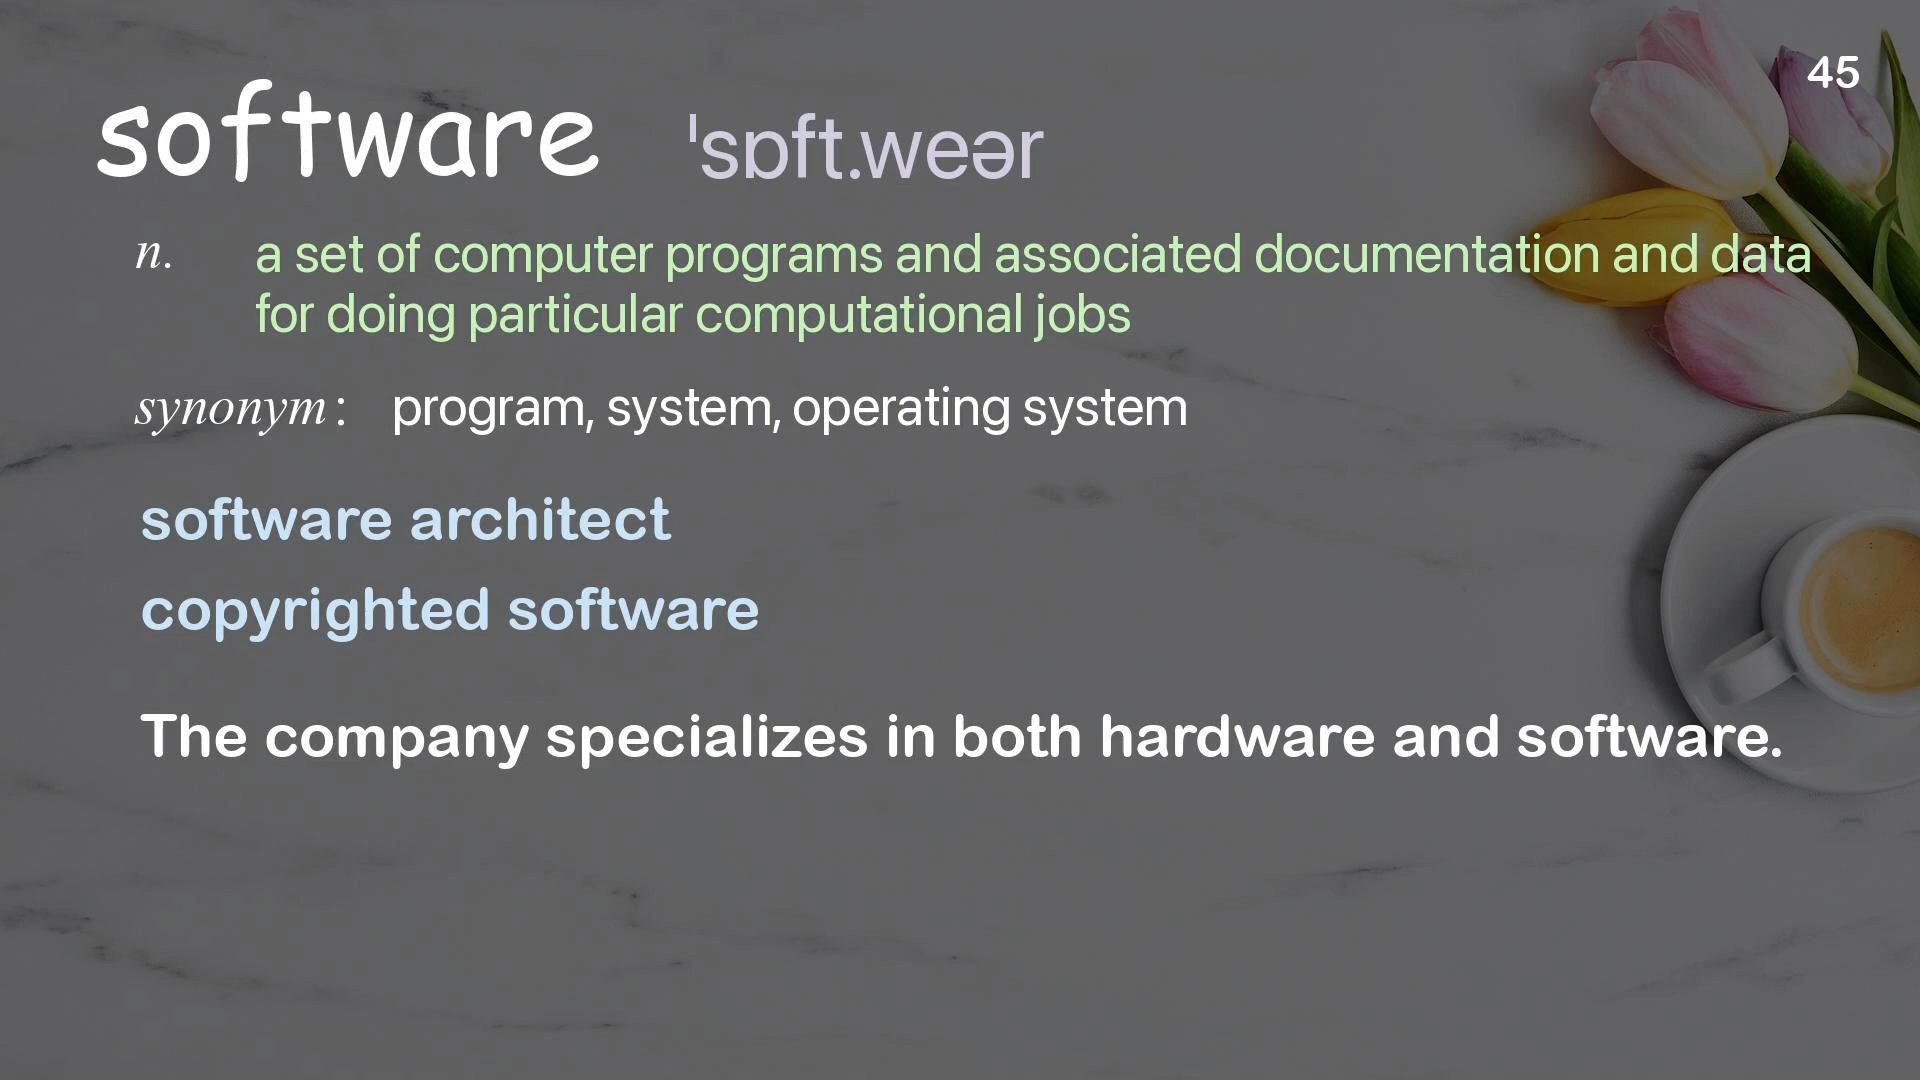 45
software ˈsɒft.weər
n. a set of computer programs and associated documentation and data
for doing particular computational jobs
synonym: program, system, operating system
software architect
copyrighted software
The company specializes in both hardware and software.